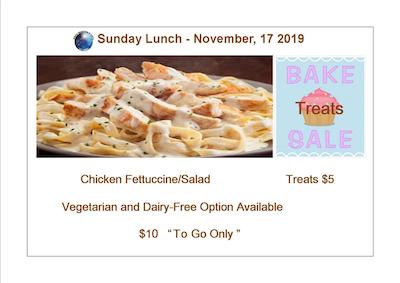 Sunday Lunch - November, 17 2019
BAKE
Treats
SALE
Chicken Fettuccine/Salad
Treats $5
Vegetarian and Dairy-Free Option Available
$10 "To Go Only"